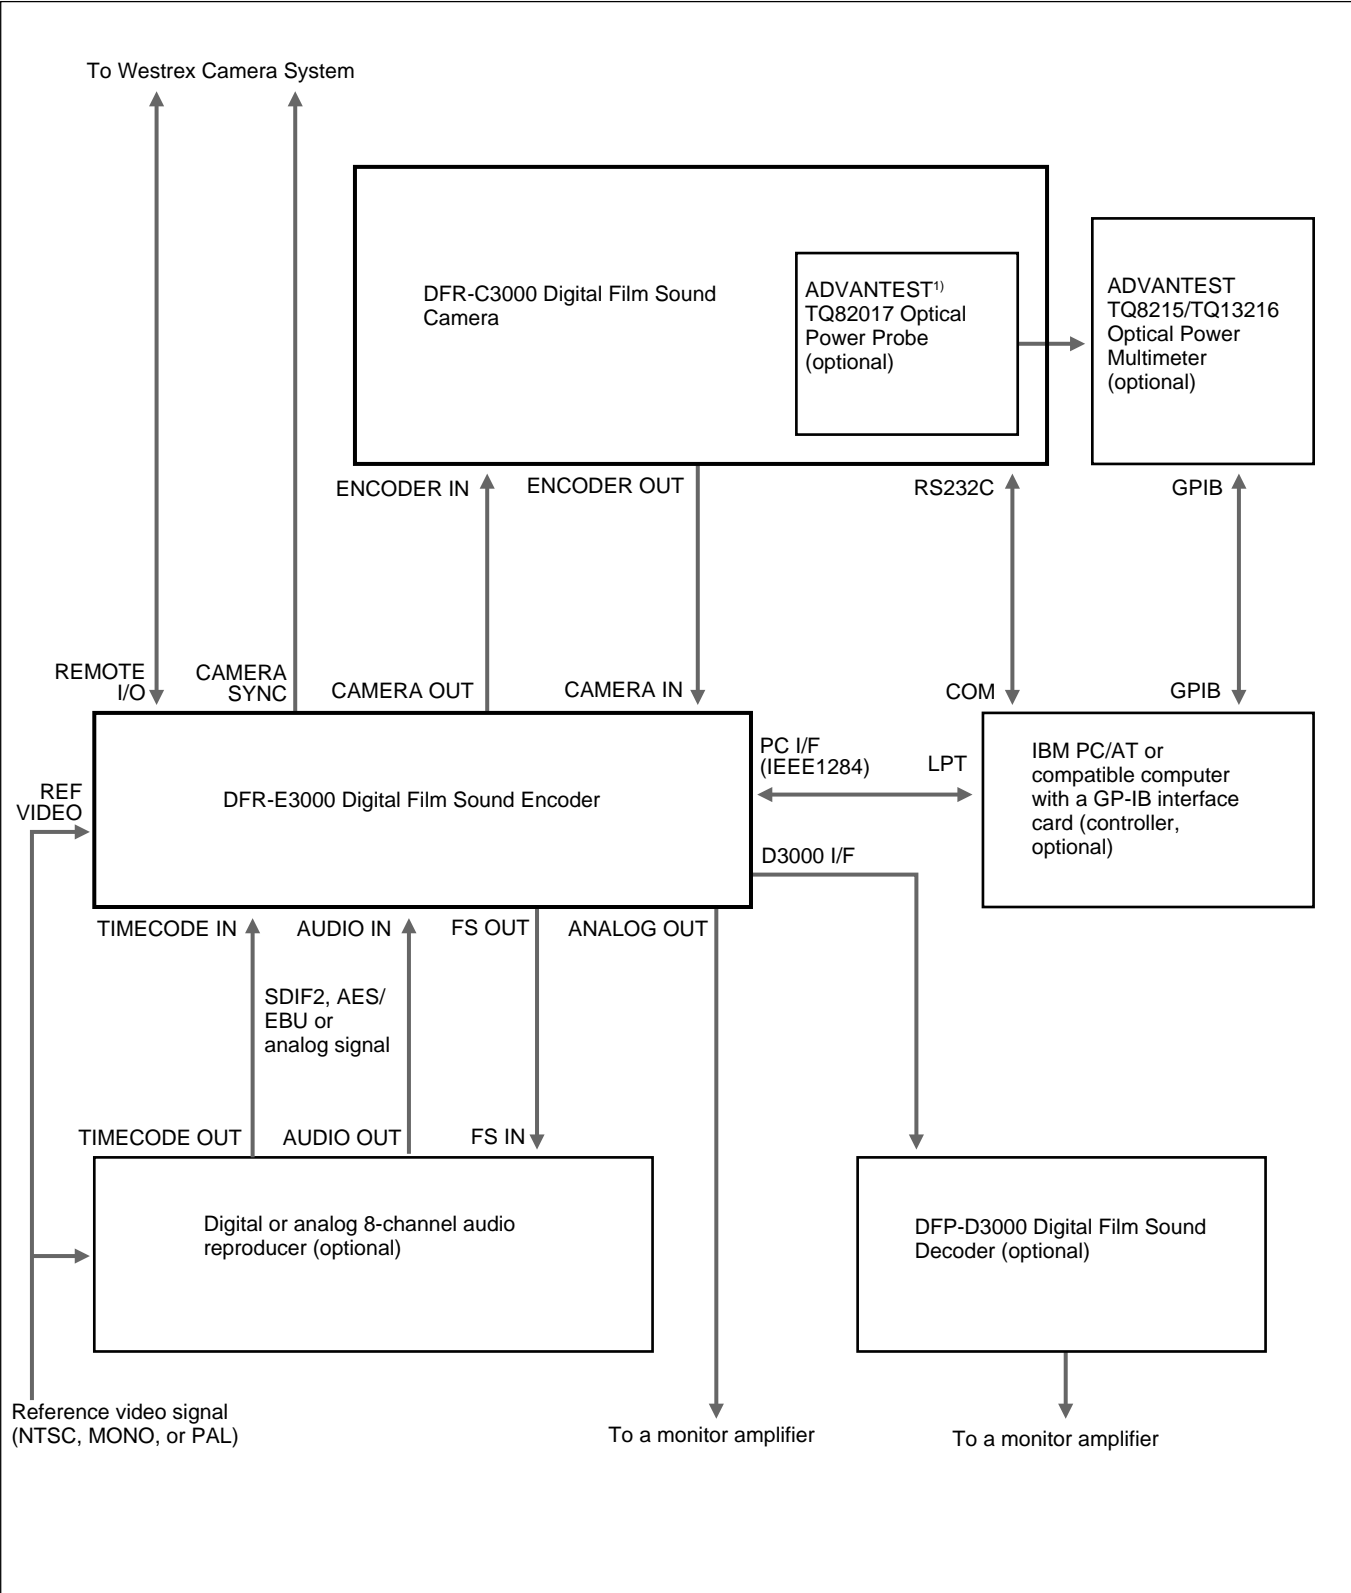 To Westrex Camera System
DFR-C3000 Digital Film Sound
Camera
ADVANTEST1)
TQ82017 Optical
Power Probe
(optional)
ADVANTEST
TQ8215/TQ13216
Optical Power
Multimeter
(optional)
ENCODER IN
ENCODER OUT
RS232C
GPIB
REMOTE
I/O
CAMERA
SYNC
CAMERA OUT
CAMERA IN
COM
GPIB
REF
VIDEO
DFR-E3000 Digital Film Sound Encoder
PC I/F
(IEEE1284)
LPT
IBM PC/AT or
compatible computer
with a GP-IB interface
card (controller,
optional)
D3000 I/F
TIMECODE IN
AUDIO IN
FS OUT
ANALOG OUT
SDIF2, AES/
EBU or
analog signal
TIMECODE OUT
AUDIO OUT
FS IN
Digital or analog 8-channel audio
reproducer (optional)
DFP-D3000 Digital Film Sound
Decoder (optional)
Reference video signal
(NTSC, MONO, or PAL)
To a monitor amplifier
To a monitor amplifier